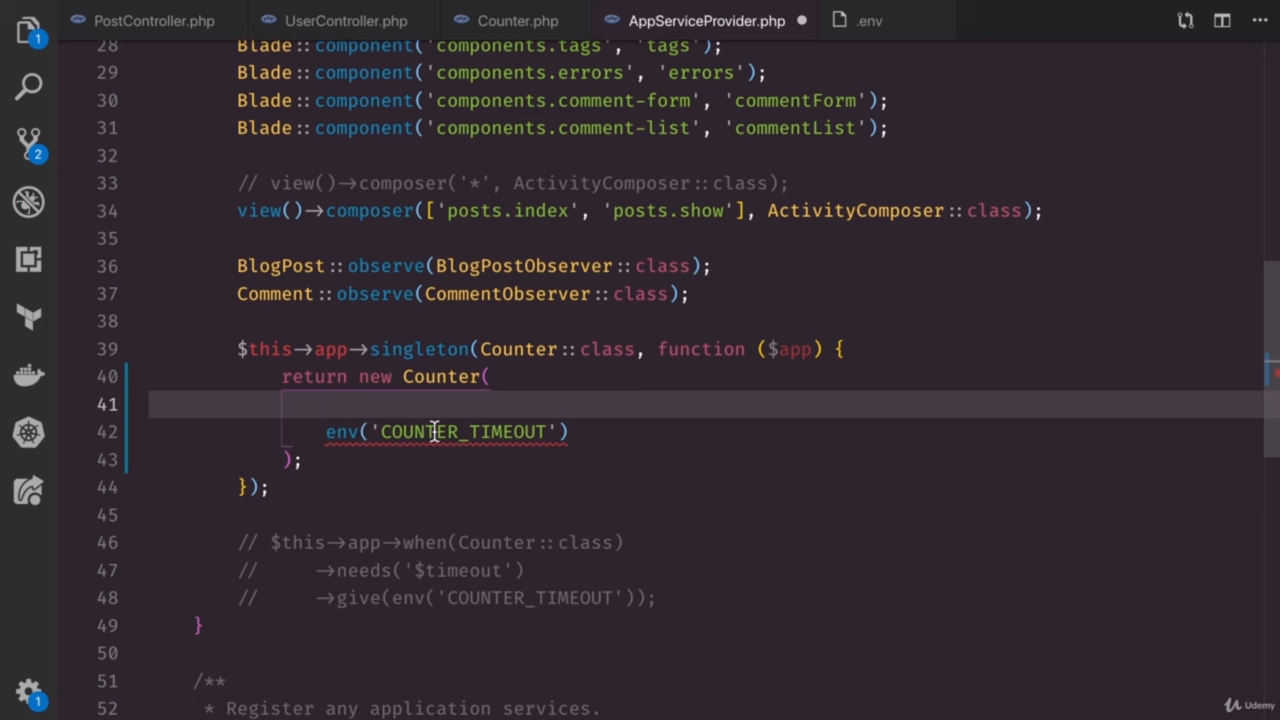 PostController.php UserController.php Counter.php AppServiceProvider.php .env
1
28 Blade::component('components.tags', 'tags');
29 Blade::component('components.errors', 'errors');
30 Blade::component('components.comment-form', 'commentForm');
31 Blade::component('components.comment-list', 'commentList');
2
32
33 // view()->composer('*', ActivityComposer::class);
34 view()->composer(['posts.index', 'posts.show'], ActivityComposer::class);
35
36 BlogPost::observe(BlogPostObserver::class);
37 Comment::observe(CommentObserver::class);
38
39 $this->app->singleton(Counter::class, function ($app) {
40 return new Counter(
41
42 env('COUNTER_TIMEOUT')
43 );
44 });
45
46 // $this->app->when(Counter::class)
47 // ->needs('$timeout')
48 // ->give(env('COUNTER_TIMEOUT'));
49 }
50
51 /**
1
52 * Register any application services.
Udemy